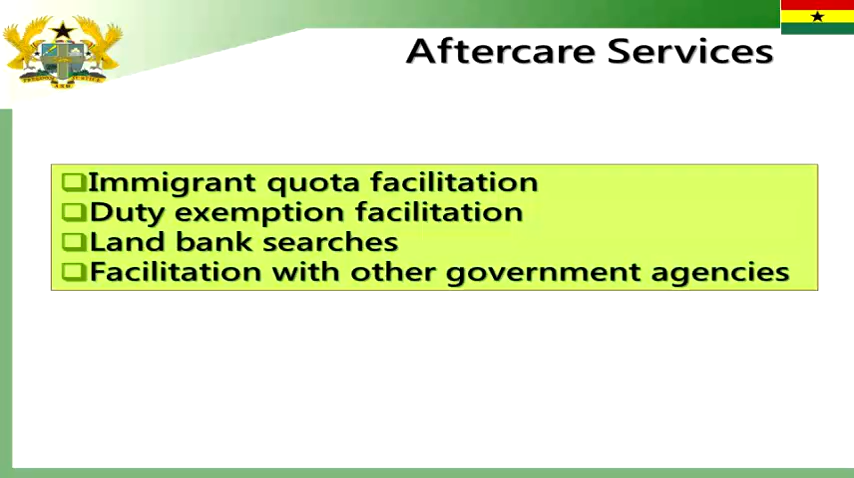 Aftercare Services
Immigrant quota facilitation
Duty exemption facilitation
Land bank searches
Facilitation with other government agencies